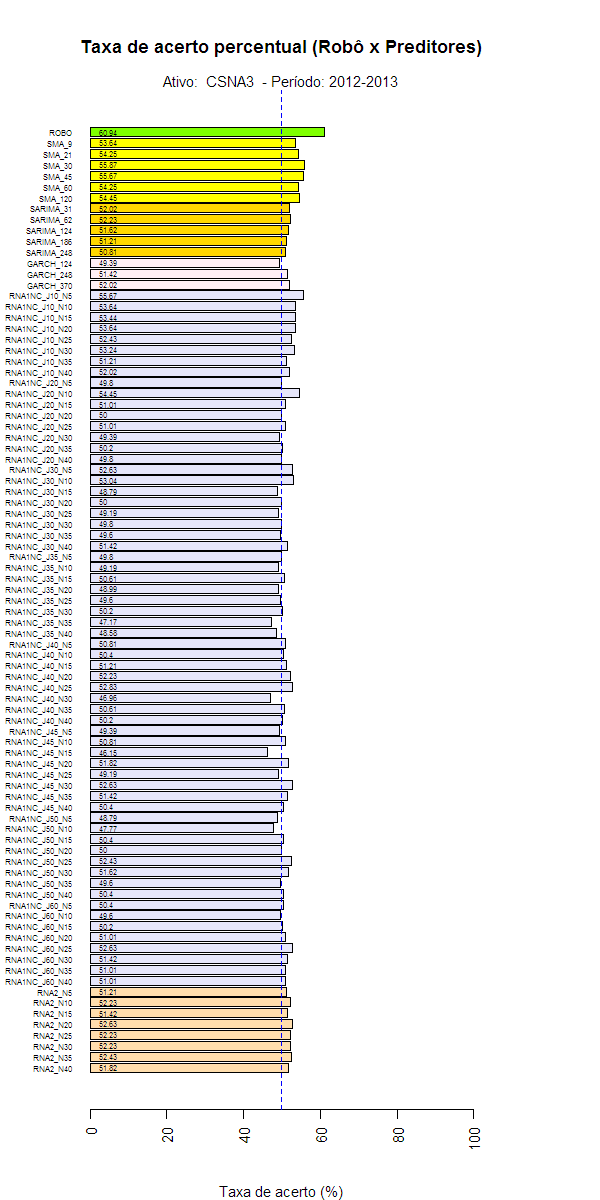 Taxa de acerto percentual (Robô x Preditores)
Ativo: CSNA3 - Período: 2012-2013
ROBO 60.94
SMA_9 53.64
SMA_21 54.25
SMA_30 55.87
SMA_45 55.67
SMA_60 54.25
SMA_120 54.45
SARIMA_31 52.02
SARIMA_62 52.23
SARIMA_124 51.62
SARIMA_186 51.21
SARIMA_248 50.81
GARCH_124 49.39
GARCH_248 51.42
GARCH_370 52.02
RNA1NC_J10_N5 55.67
RNA1NC_J10_N10 53.64
RNA1NC_J10_N15 53.44
RNA1NC_J10_N20 53.64
RNA1NC_J10_N25 52.43
RNA1NC_J10_N30 53.24
RNA1NC_J10_N35 51.21
RNA1NC_J10_N40 52.02
RNA1NC_J20_N5 49.8
RNA1NC_J20_N10 54.45
RNA1NC_J20_N15 51.01
RNA1NC_J20_N20 50
RNA1NC_J20_N25 51.01
RNA1NC_J20_N30 49.39
RNA1NC_J20_N35 50.2
RNA1NC_J20_N40 49.8
RNA1NC_J30_N5 52.63
RNA1NC_J30_N10 53.04
RNA1NC_J30_N15 48.79
RNA1NC_J30_N20 50
RNA1NC_J30_N25 49.19
RNA1NC_J30_N30 49.8
RNA1NC_J30_N35 49.6
RNA1NC_J30_N40 51.42
RNA1NC_J35_N5 49.8
RNA1NC_J35_N10 49.19
RNA1NC_J35_N15 50.61
RNA1NC_J35_N20 48.99
RNA1NC_J35_N25 49.6
RNA1NC_J35_N30 50.2
RNA1NC_J35_N35 47.17
RNA1NC_J35_N40 48.58
RNA1NC_J40_N5 50.81
RNA1NC_J40_N10 50.4
RNA1NC_J40_N15 51.21
RNA1NC_J40_N20 52.23
RNA1NC_J40_N25 52.83
RNA1NC_J40_N30 46.96
RNA1NC_J40_N35 50.61
RNA1NC_J40_N40 50.2
RNA1NC_J45_N5 49.39
RNA1NC_J45_N10 50.81
RNA1NC_J45_N15 46.15
RNA1NC_J45_N20 51.82
RNA1NC_J45_N25 49.19
RNA1NC_J45_N30 52.63
RNA1NC_J45_N35 51.42
RNA1NC_J45_N40 50.4
RNA1NC_J50_N5 48.79
RNA1NC_J50_N10 47.77
RNA1NC_J50_N15 50.4
RNA1NC_J50_N20 50
RNA1NC_J50_N25 52.43
RNA1NC_J50_N30 51.62
RNA1NC_J50_N35 49.6
RNA1NC_J50_N40 50.4
RNA1NC_J60_N5 50.4
RNA1NC_J60_N10 49.6
RNA1NC_J60_N15 50.2
RNA1NC_J60_N20 51.01
RNA1NC_J60_N25 52.63
RNA1NC_J60_N30 51.42
RNA1NC_J60_N35 51.01
RNA1NC_J60_N40 51.01
RNA2_N5 51.21
RNA2_N10 52.23
RNA2_N15 51.42
RNA2_N20 52.63
RNA2_N25 52.23
RNA2_N30 52.23
RNA2_N35 52.43
RNA2_N40 51.82
0 20 40 60 80 100
Taxa de acerto (%)